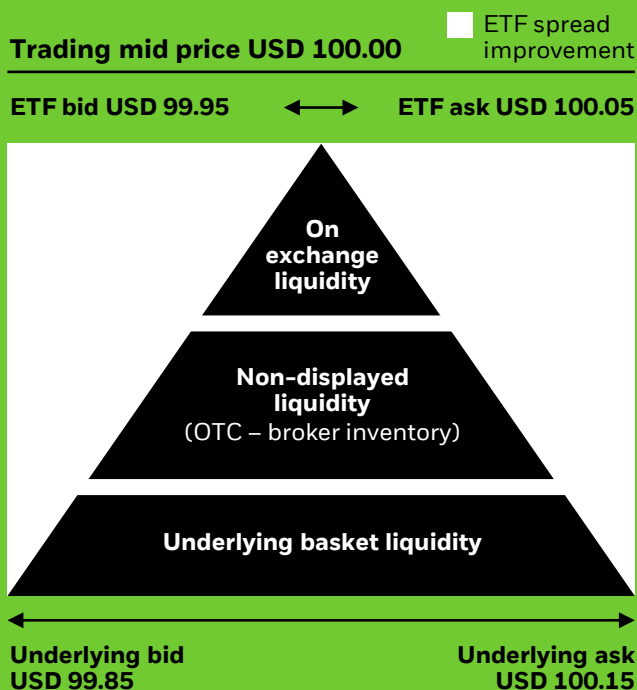 ETF spread
improvement
Trading mid price USD 100.00
ETF bid USD 99.95
ETF ask USD 100.05
On
exchange
liquidity
Non-displayed
liquidity
(OTC – broker inventory)
Underlying basket liquidity
Underlying bid
USD 99.85
Underlying ask
USD 100.15